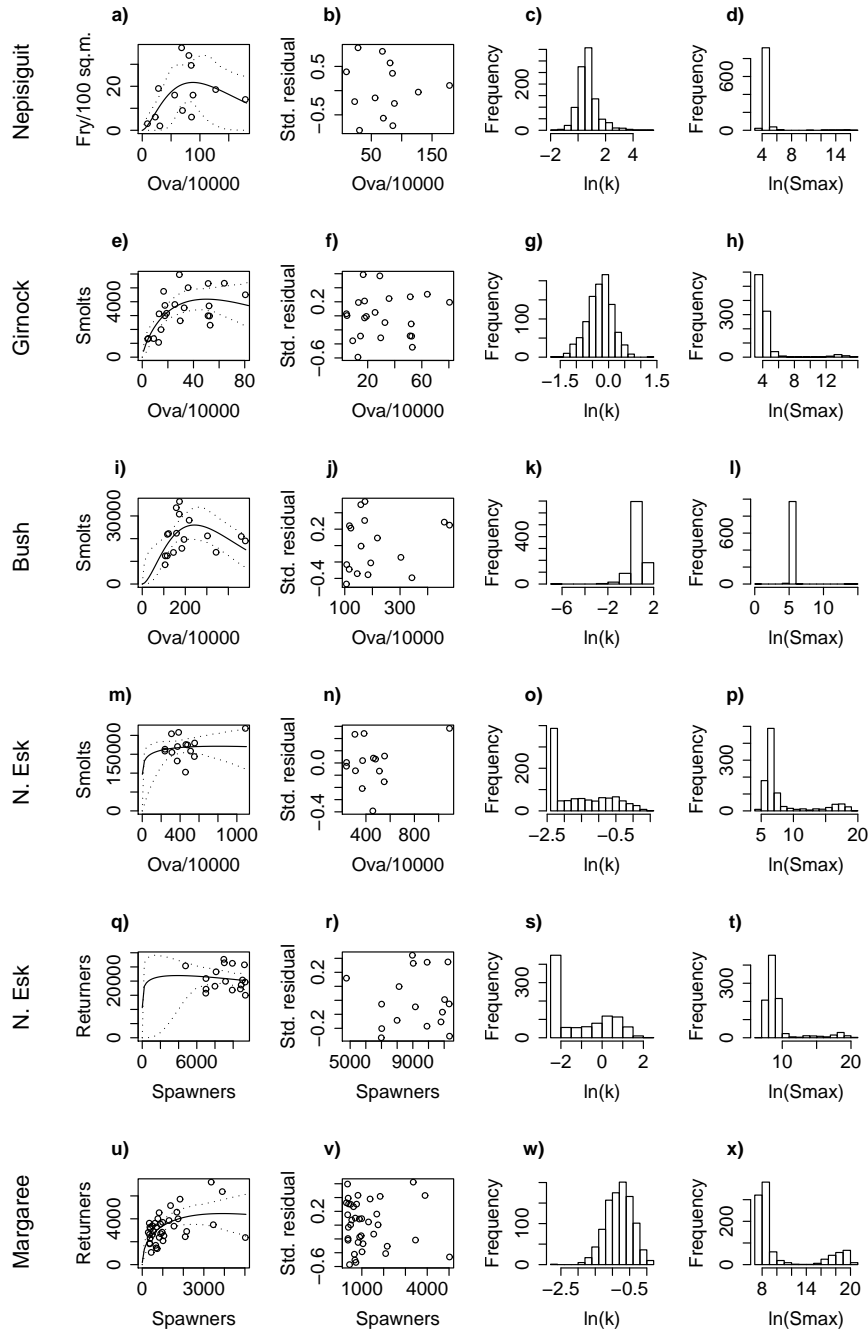 a) b) c) d)
Nepisiguit
Fry/100 sq.m.
0 20
0 100
Ova/10000
Std. residual
−0.5 0.5
50 150
Ova/10000
Frequency
0 200
−2 0 2 4
ln(k)
Frequency
0 600
4 8 14
ln(Smax)
e) f) g) h)
Girnock
Smolts
0 4000
0 40 80
Ova/10000
Std. residual
−0.6 0.2
20 40 60 80
Ova/10000
Frequency
0 100
−1.5 0.0 1.5
ln(k)
Frequency
0 300
4 8 14
ln(Smax)
i) j) k) l)
Bush
Smolts
0 300000
0 200
Ova/10000
Std. residual
−0.4 0.2
100 300
Ova/10000
Frequency
0 400
−6 −2 2
ln(k)
Frequency
0 600
0 5 10
ln(Smax)
m) n) o) p)
N. Esk
Smolts
0 150000
0 400 1000
Ova/10000
Std. residual
−0.4 0.0
400 1000
Ova/10000
Frequency
0 200
−2.5 −0.5
ln(k)
Frequency
0 300
5 10 20
ln(Smax)
q) r) s) t)
N. Esk
Returners
0 20000
0 6000
Spawners
Std. residual
−0.2 0.2
5000 9000
Spawners
Frequency
0 300
−2 0 2
ln(k)
Frequency
0 300
10 20
ln(Smax)
u) v) w) x)
Margaree
Returners
0 4000
0 3000
Spawners
Std. residual
−0.6 0.2
1000 4000
Spawners
Frequency
0 100
−2.5 −0.5
ln(k)
Frequency
0 300
8 14 20
ln(Smax)